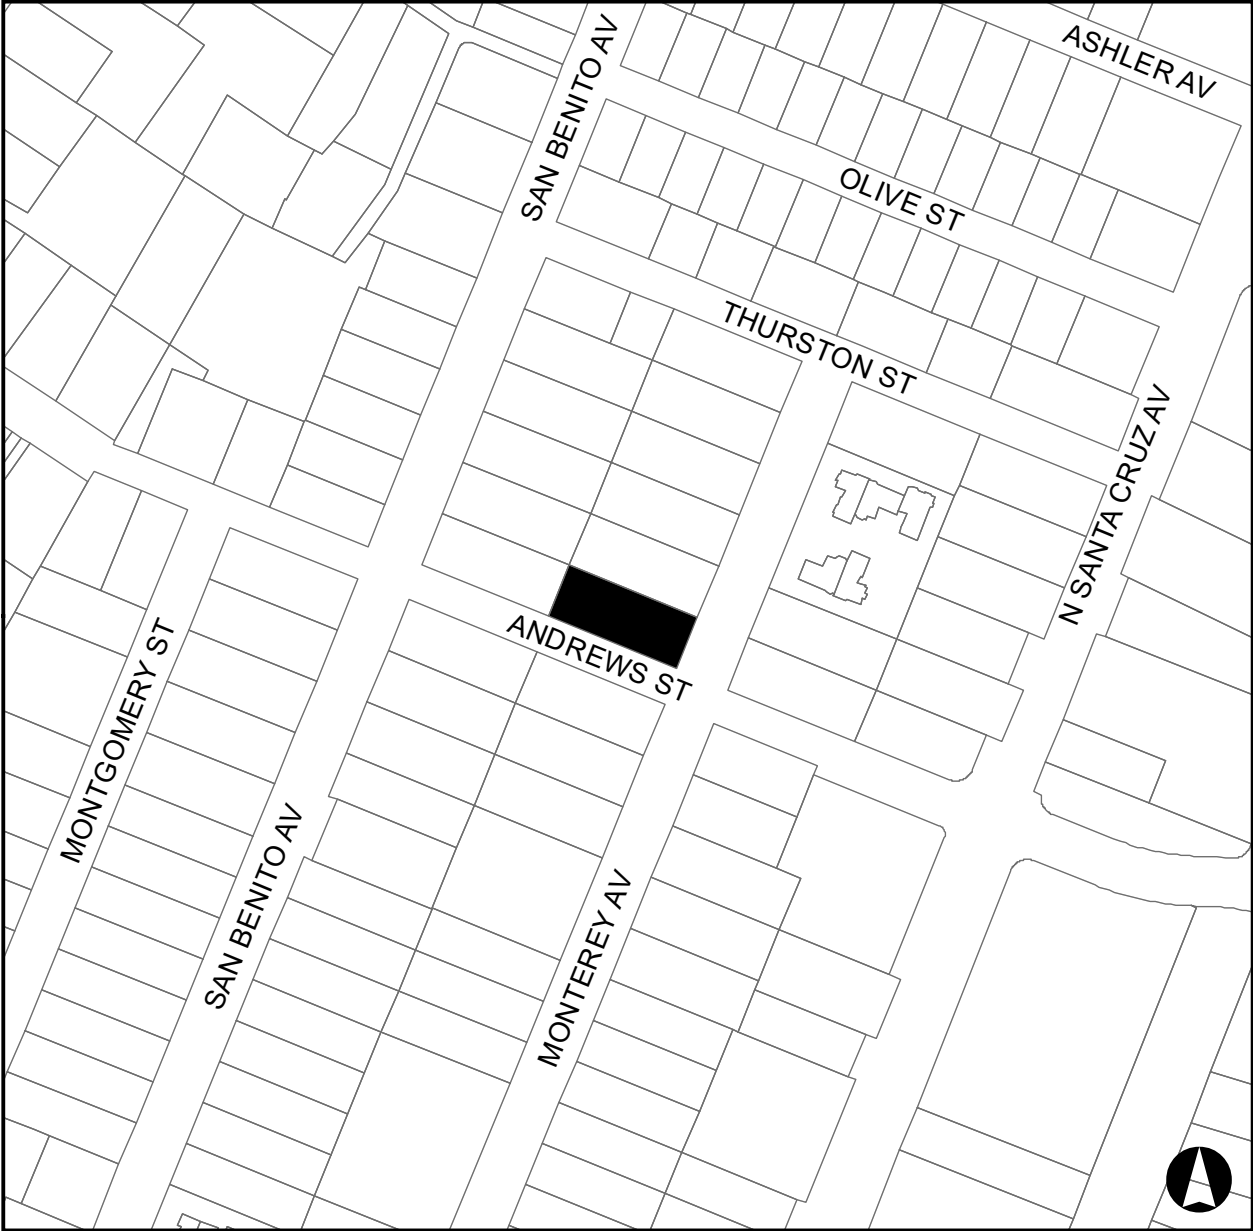 ASHLER AV
SAN BENITO AV
OLIVE ST
THURSTON ST
N SANTA CRUZ AV
ANDREWS ST
MONTGOMERY ST
SAN BENITO AV
MONTEREY AV